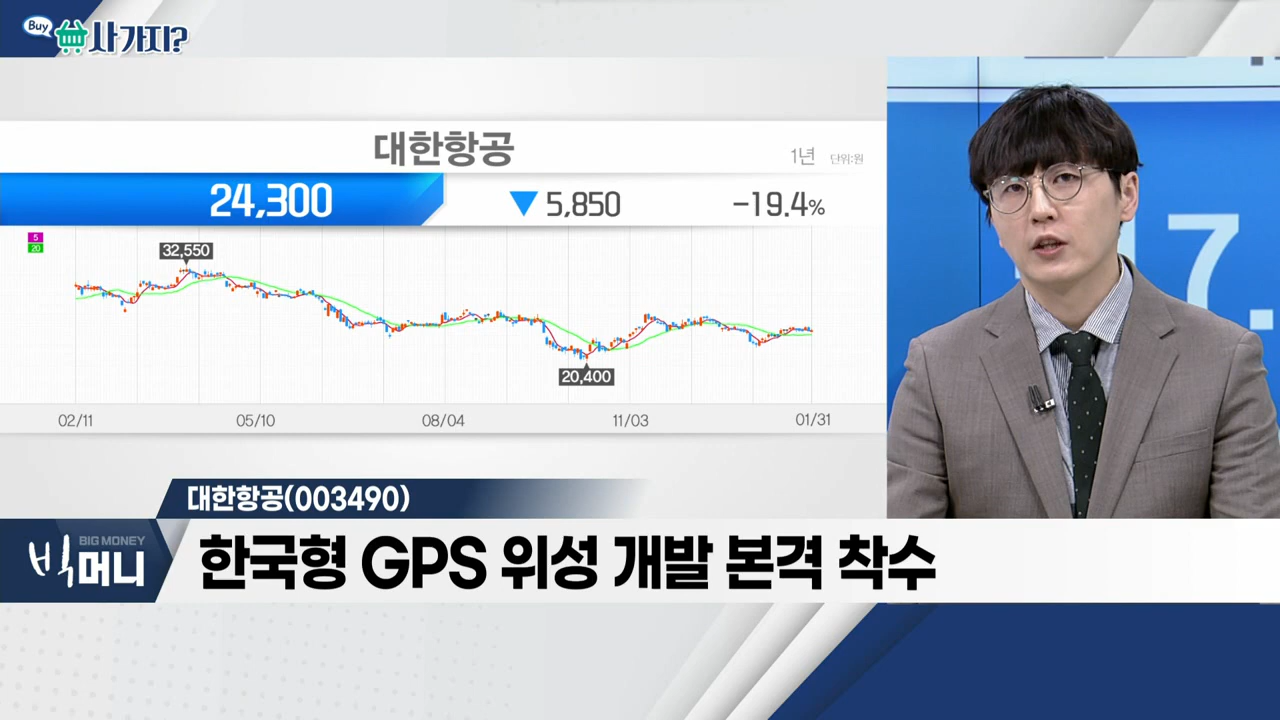 Buy
사가지?
대한항공
1년 단위:원
24,300 ▼5,850 -19.4%
5
20
32,550
20,400
02/11 05/10 08/04 11/03 01/31
17.
대한항공(003490)
BIG MONEY
빅머니
한국형 GPS 위성 개발 본격 착수